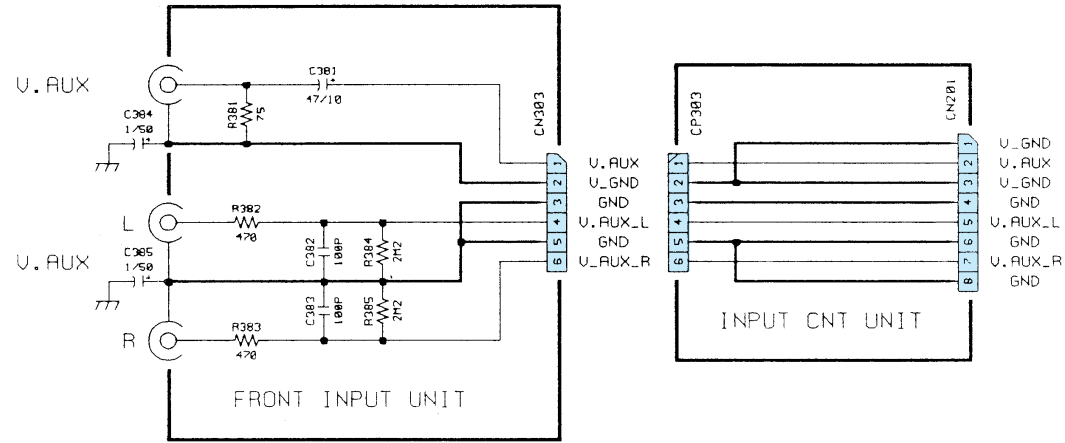 V.AUX
C384
1/50
R381
75
C381
47/10
CN303
1
2
3
4
5
6
V.AUX
V_GND
GND
V.AUX_L
GND
V_AUX_R
L
R382
470
V.AUX
C385
1/50
C382
100P
R384
2M2
C383
100P
R385
2M2
R
R383
470
FRONT INPUT UNIT
CP303
1
2
3
4
5
6
CN201
1
2
3
4
5
6
7
8
V_GND
V.AUX
V_GND
GND
V.AUX_L
GND
V.AUX_R
GND
INPUT CNT UNIT